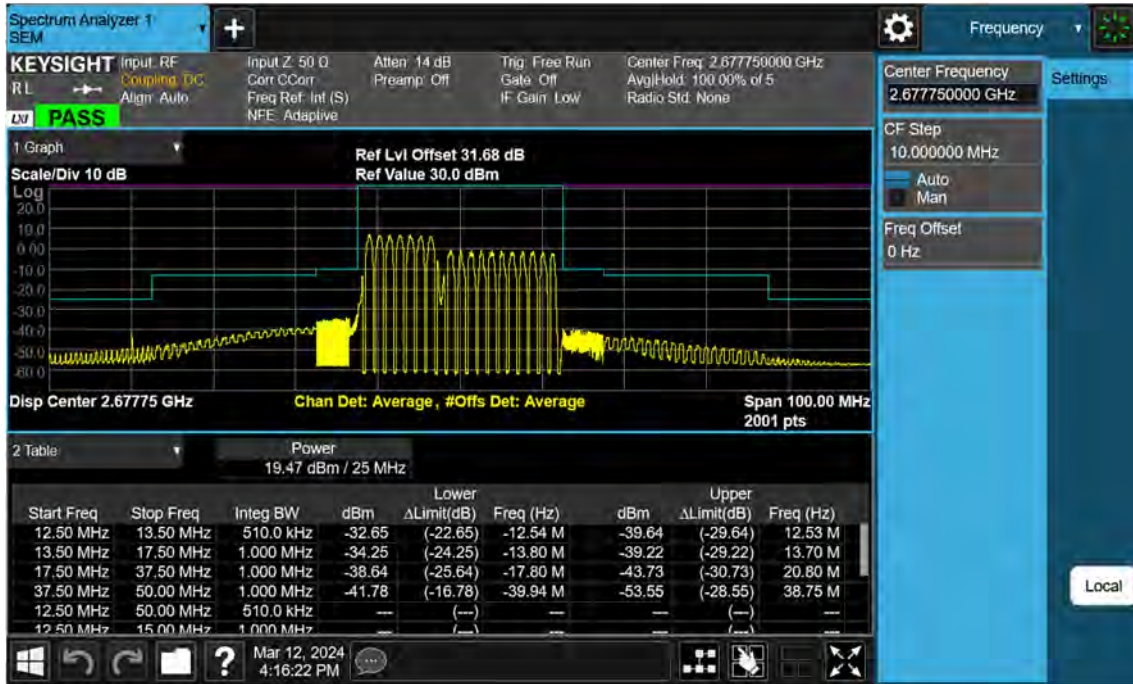 Spectrum Analyzer 1
SEM
Frequency
KEYSIGHT
RL
LXI
PASS
Input: RF
Coupling: DC
Align: Auto
Input Z: 50 Ω
Corr CCorr
Freq Ref: Int (S)
NFE: Adaptive
Atten: 14 dB
Preamp: Off
Trig: Free Run
Gate: Off
IF Gain: Low
Center Freq: 2.677750000 GHz
Avg|Hold: 100.00% of 5
Radio Std: None
Center Frequency
2.677750000 GHz
Settings
CF Step
10.000000 MHz
Auto
Man
Freq Offset
0 Hz
Local
1 Graph
Scale/Div 10 dB
Ref Lvl Offset 31.68 dB
Ref Value 30.0 dBm
Log
20.0
10.0
0.00
-10.0
-20.0
-30.0
-40.0
-50.0
-60.0
Disp Center 2.67775 GHz
Chan Det: Average, #Offs Det: Average
Span 100.00 MHz
2001 pts
2 Table
Power
19.47 dBm / 25 MHz
Lower Upper
Start Freq Stop Freq Integ BW dBm ΔLimit(dB) Freq (Hz) dBm ΔLimit(dB) Freq (Hz)
12.50 MHz 13.50 MHz 510.0 kHz -32.65 (-22.65) -12.54 M -39.64 (-29.64) 12.53 M
13.50 MHz 17.50 MHz 1.000 MHz -34.25 (-24.25) -13.80 M -39.22 (-29.22) 13.70 M
17.50 MHz 37.50 MHz 1.000 MHz -38.64 (-25.64) -17.80 M -43.73 (-30.73) 20.80 M
37.50 MHz 50.00 MHz 1.000 MHz -41.78 (-16.78) -39.94 M -53.55 (-28.55) 38.75 M
12.50 MHz 50.00 MHz 510.0 kHz --- (---) --- --- (---) ---
12.50 MHz 15.00 MHz 1.000 MHz --- (---) --- --- (---) ---
Mar 12, 2024
4:16:22 PM